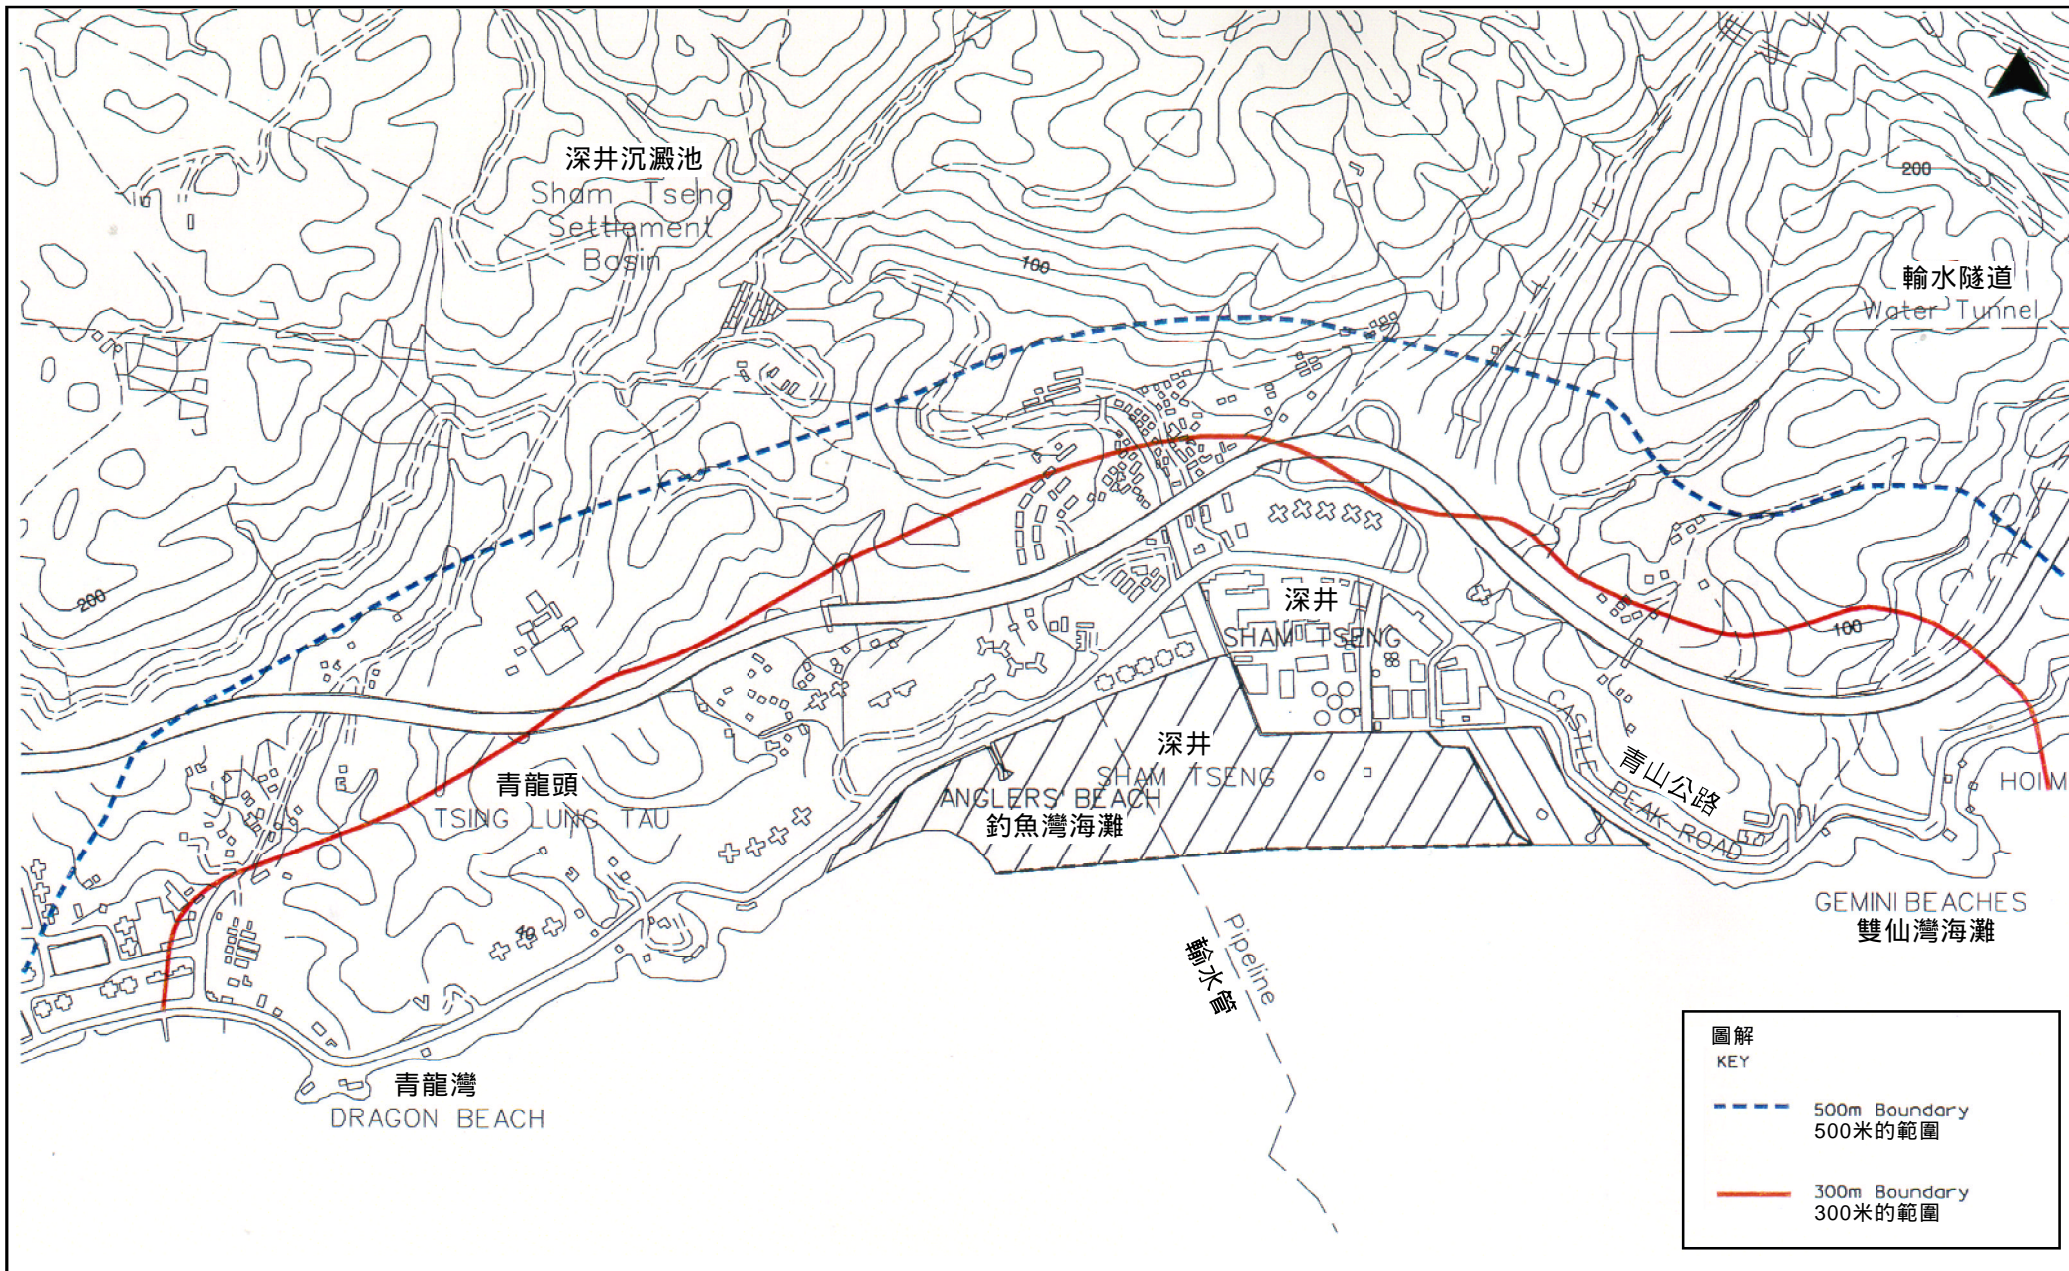 深井沉澱池
Sham Tseng
Settlement
Basin
200
輸水隧道
Water Tunnel
100
200
100
深井
SHAM TSENG
深井
SHAM TSENG
ANGLERS' BEACH
釣魚灣海灘
青龍頭
TSING LUNG TAU
CASTLE PEAK ROAD
青山公路
HOI M
GEMINI BEACHES
雙仙灣海灘
Pipeline
輸水管
青龍灣
DRAGON BEACH
圖解
KEY
500m Boundary
500米的範圍
300m Boundary
300米的範圍